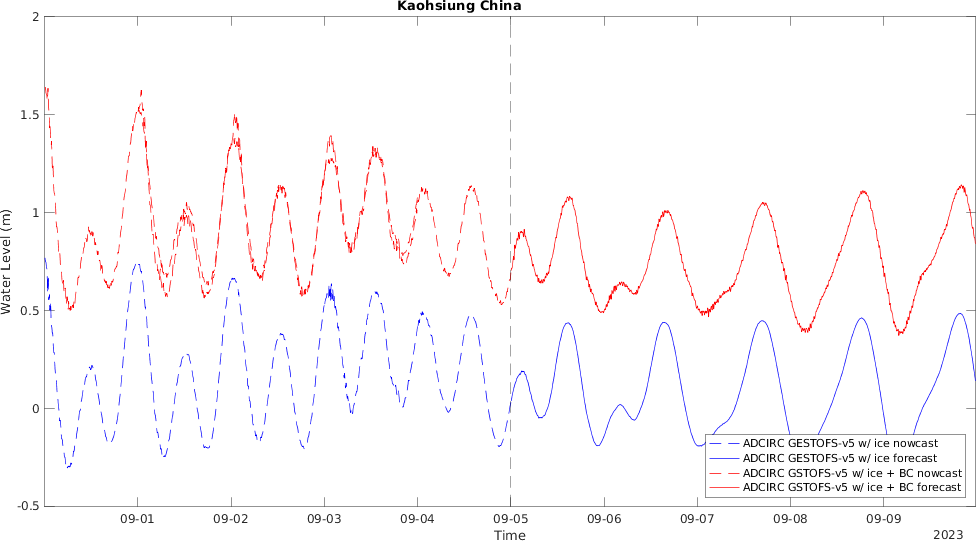 Kaohsiung China
2
1.5
1
0.5
0
-0.5
Water Level (m)
09-01 09-02 09-03 09-04 09-05 09-06 09-07 09-08 09-09
Time
2023
ADCIRC GESTOFS-v5 w/ ice nowcast
ADCIRC GESTOFS-v5 w/ ice forecast
ADCIRC GSTOFS-v5 w/ ice + BC nowcast
ADCIRC GSTOFS-v5 w/ ice + BC forecast